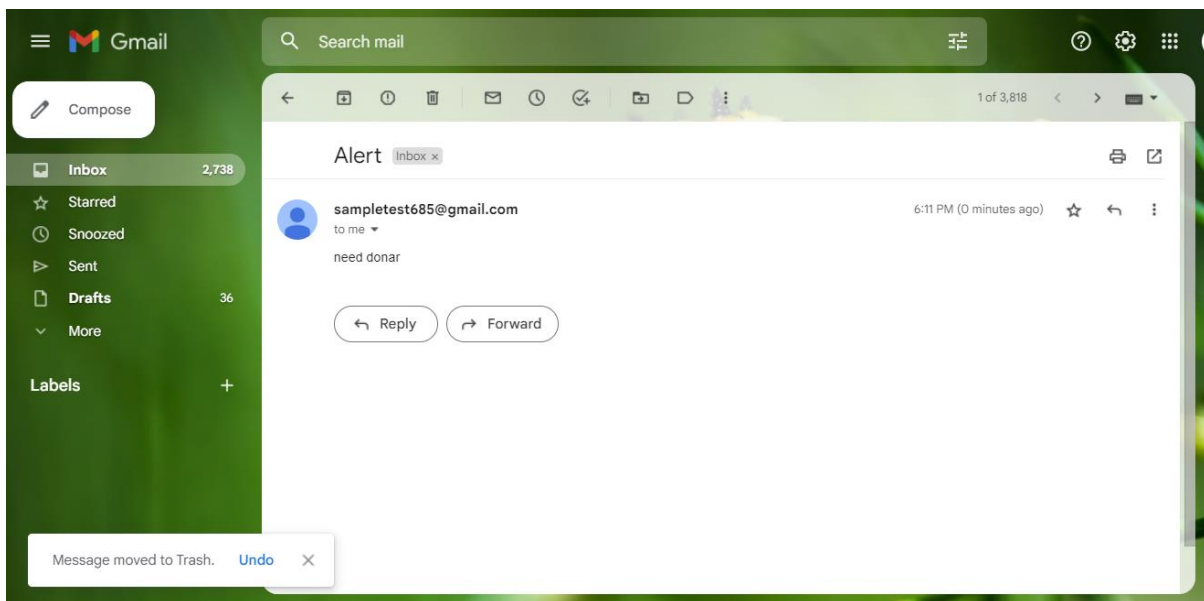 Gmail
Search mail
Compose
1 of 3,818
Inbox 2,738
Starred
Snoozed
Sent
Drafts 36
More
Labels
Alert Inbox ×
sampletest685@gmail.com 6:11 PM (0 minutes ago)
to me
need donar
Reply Forward
Message moved to Trash. Undo